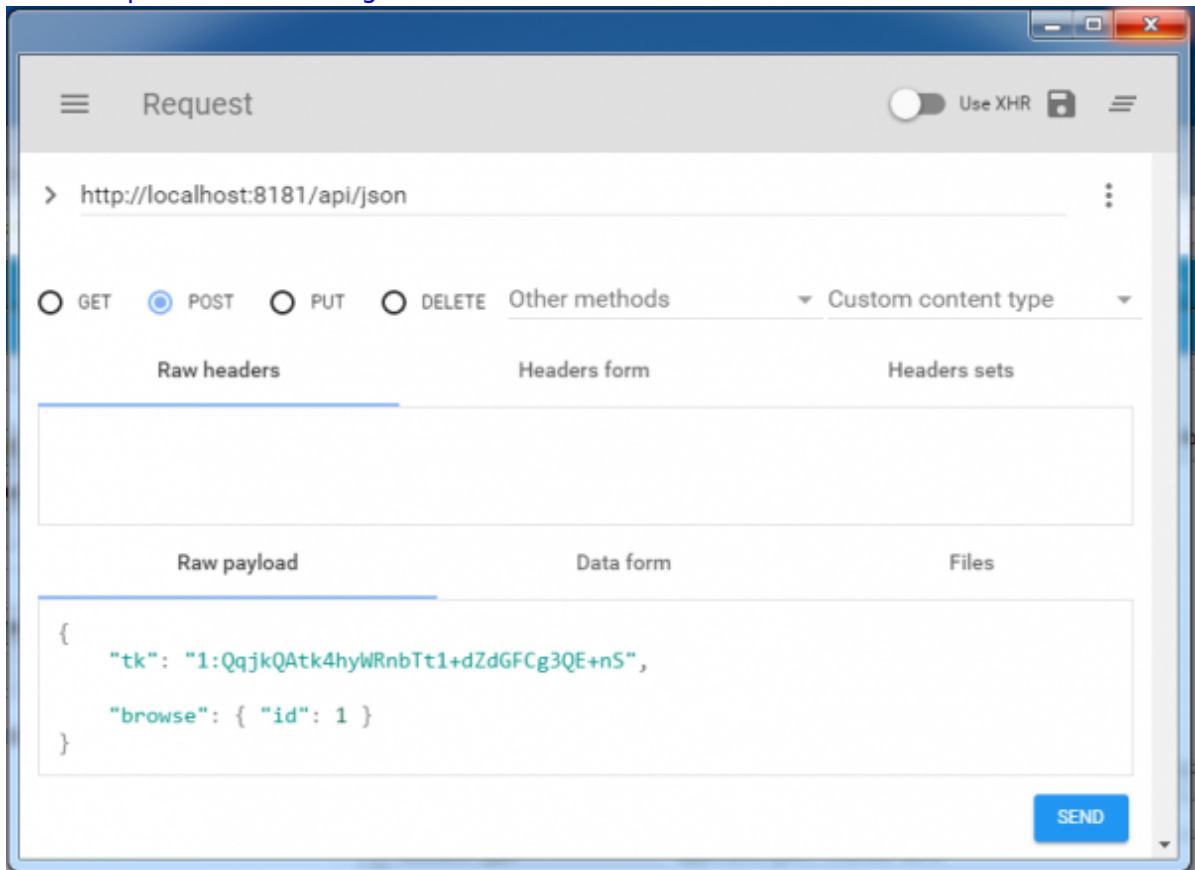 Request
Use XHR
http://localhost:8181/api/json
GET POST PUT DELETE Other methods Custom content type
Raw headers Headers form Headers sets
Raw payload Data form Files
{
"tk": "1:QqjkQAtk4hyWRnbTt1+dZdGFCg3QE+nS",
"browse": { "id": 1 }
}
SEND